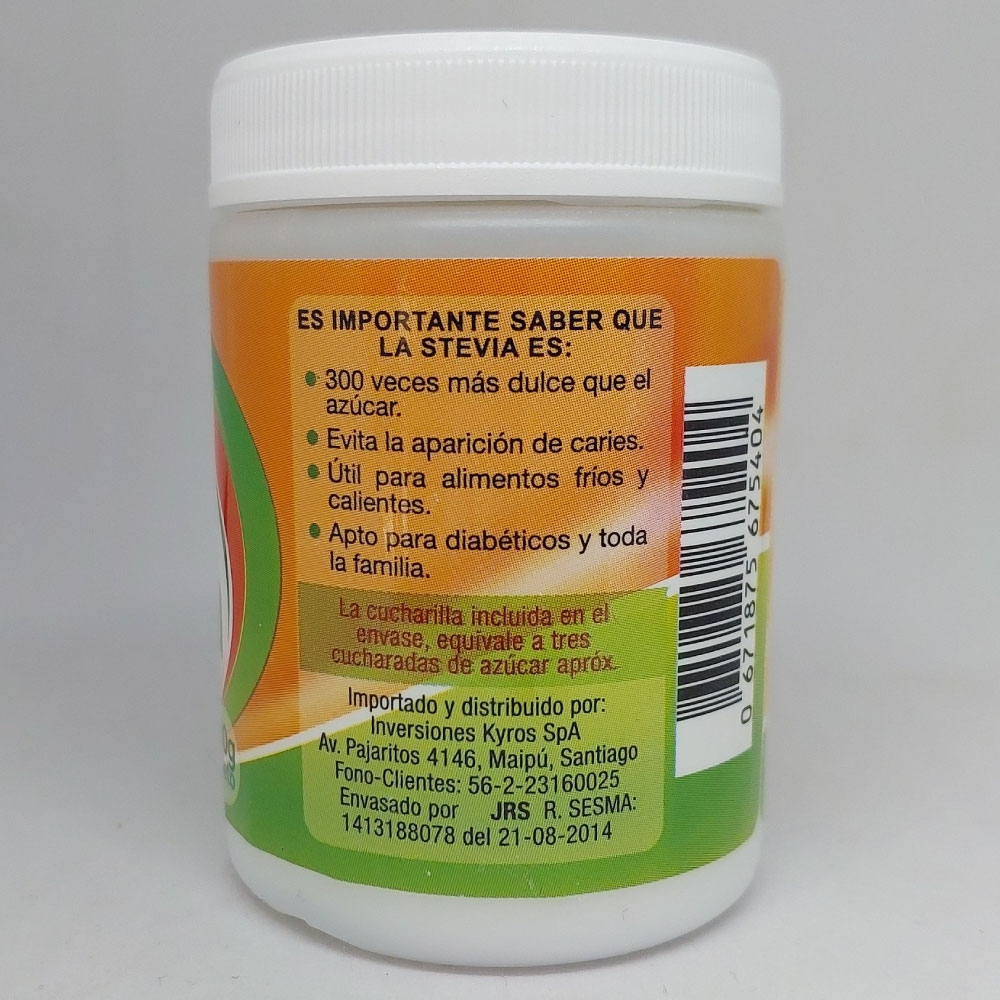 ES IMPORTANTE SABER QUE
LA STEVIA ES:
• 300 veces más dulce que el
azúcar.
• Evita la aparición de caries.
• Útil para alimentos fríos y
calientes.
• Apto para diabéticos y toda
la familia.
La cucharilla incluida en el
envase, equivale a tres
cucharadas de azúcar apróx.
Importado y distribuido por:
Inversiones Kyros SpA
Av. Pajaritos 4146, Maipú, Santiago
Fono-Clientes: 56-2-23160025
Envasado por JRS R. SESMA:
1413188078 del 21-08-2014
0 671875 675404